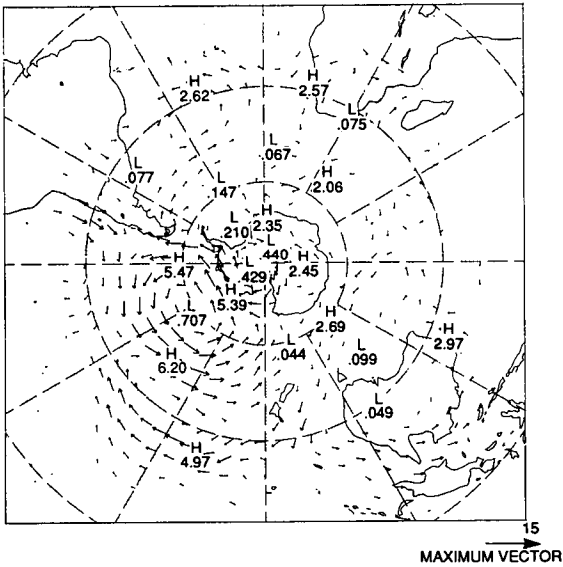 H
2.62
H
2.57
L
.075
L
.067
L
.077
L
.147
H
2.06
L
.210
H
2.35
L
.440
H
5.47
L
.429
H
2.45
H
5.39
L
.707
H
2.69
H
2.97
L
.044
L
.099
H
6.20
L
.049
H
4.97
15
MAXIMUM VECTOR